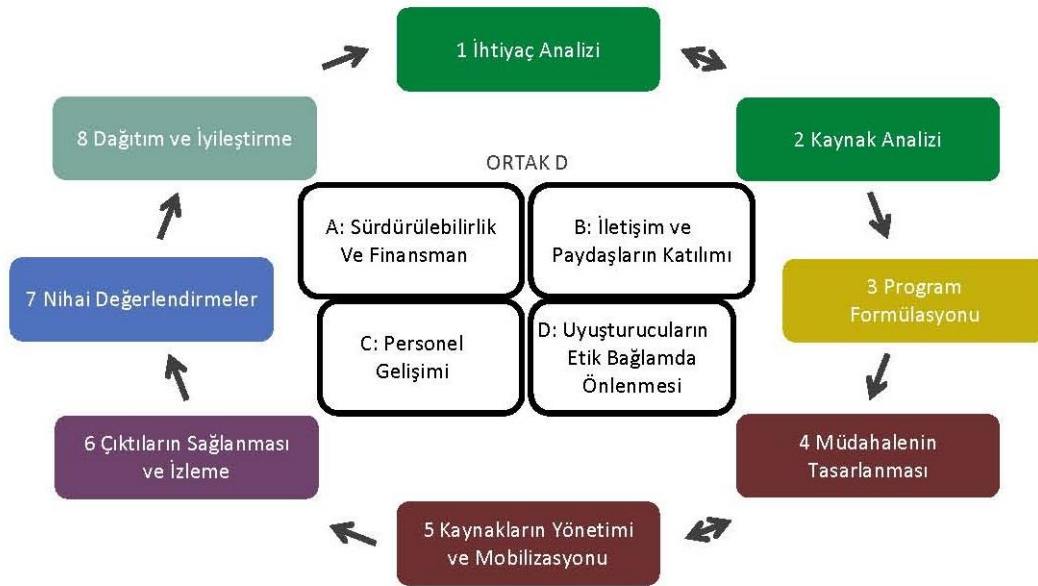 1 İhtiyaç Analizi
2 Kaynak Analizi
3 Program
Formülasyonu
4 Müdahalenin
Tasarlanması
5 Kaynakların Yönetimi
ve Mobilizasyonu
6 Çıktıların Sağlanması
ve İzleme
7 Nihai Değerlendirmeler
8 Dağıtım ve İyileştirme
ORTAK D
A: Sürdürülebilirlik
Ve Finansman
B: İletişim ve
Paydaşların Katılımı
C: Personel
Gelişimi
D: Uyuşturucuların
Etik Bağlamda
Önlenmesi